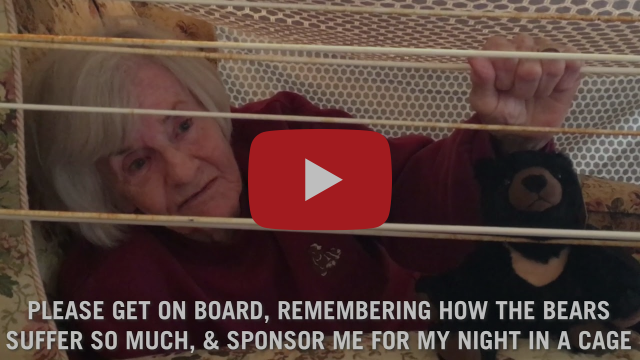 PLEASE GET ON BOARD, REMEMBERING HOW THE BEARS
SUFFER SO MUCH, & SPONSOR ME FOR MY NIGHT IN A CAGE